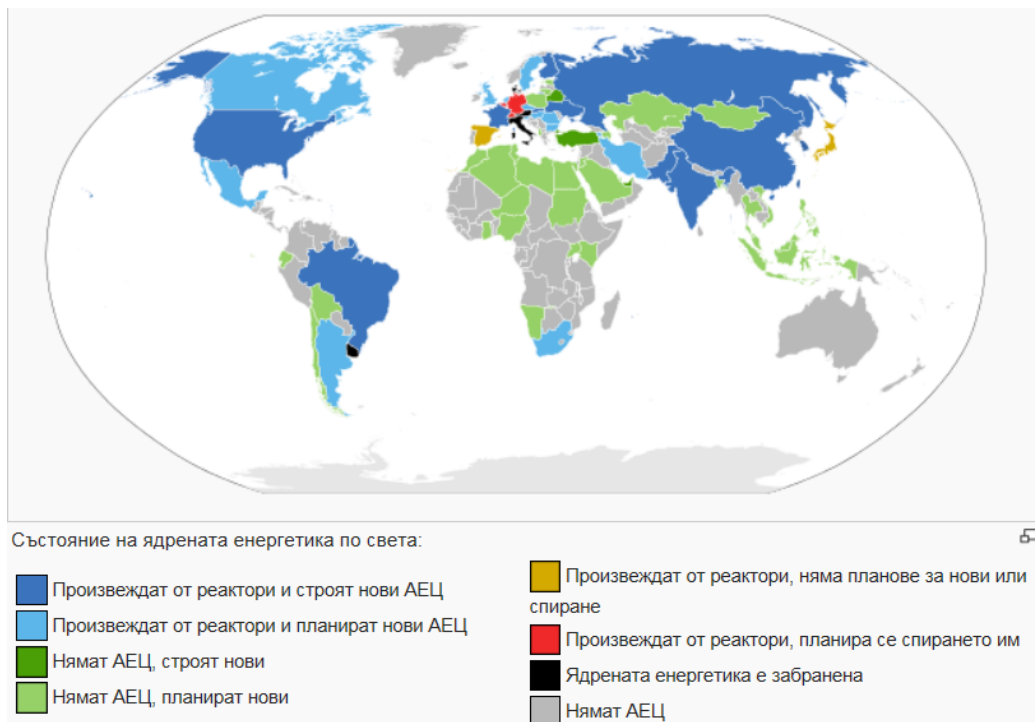 Състояние на ядрената енергетика по света:
Произвеждат от реактори и строят нови АЕЦ
Произвеждат от реактори и планират нови АЕЦ
Нямат АЕЦ, строят нови
Нямат АЕЦ, планират нови
Произвеждат от реактори, няма планове за нови или
спиране
Произвеждат от реактори, планира се спирането им
Ядрената енергетика е забранена
Нямат АЕЦ